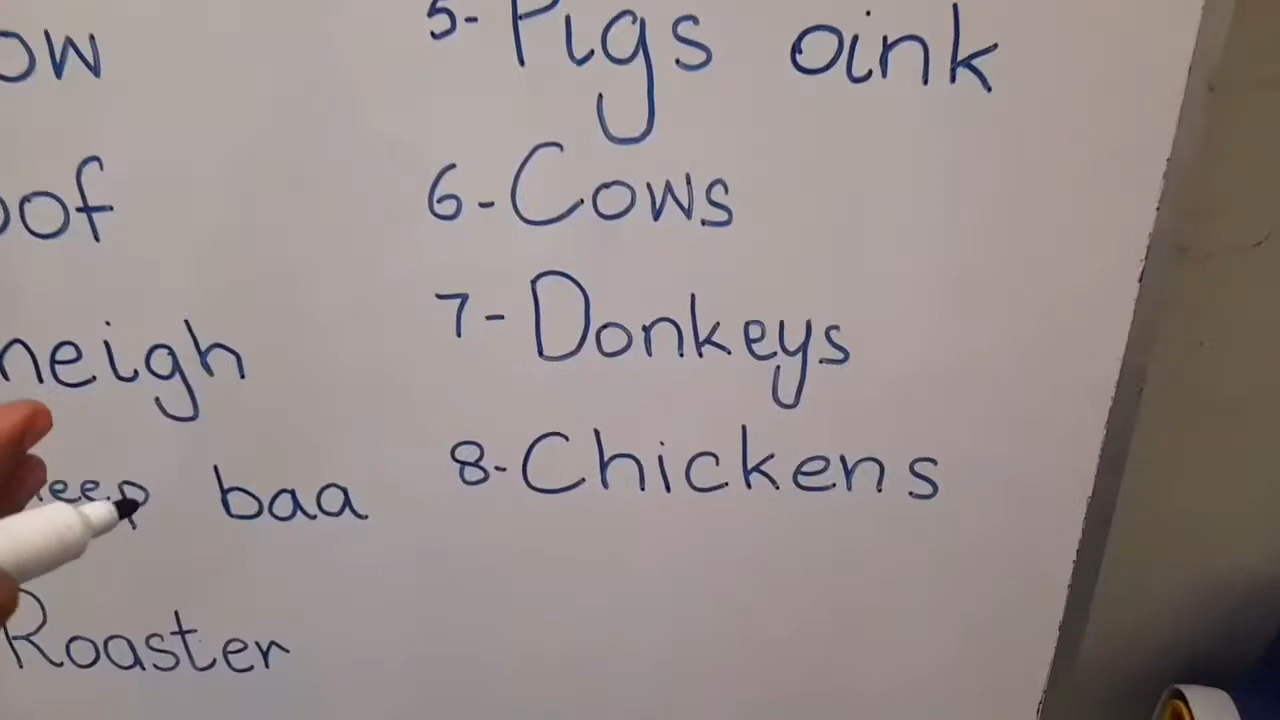 ow
oof
neigh
eep baa
Roaster
5- Pigs oink
6- Cows
7- Donkeys
8- Chickens